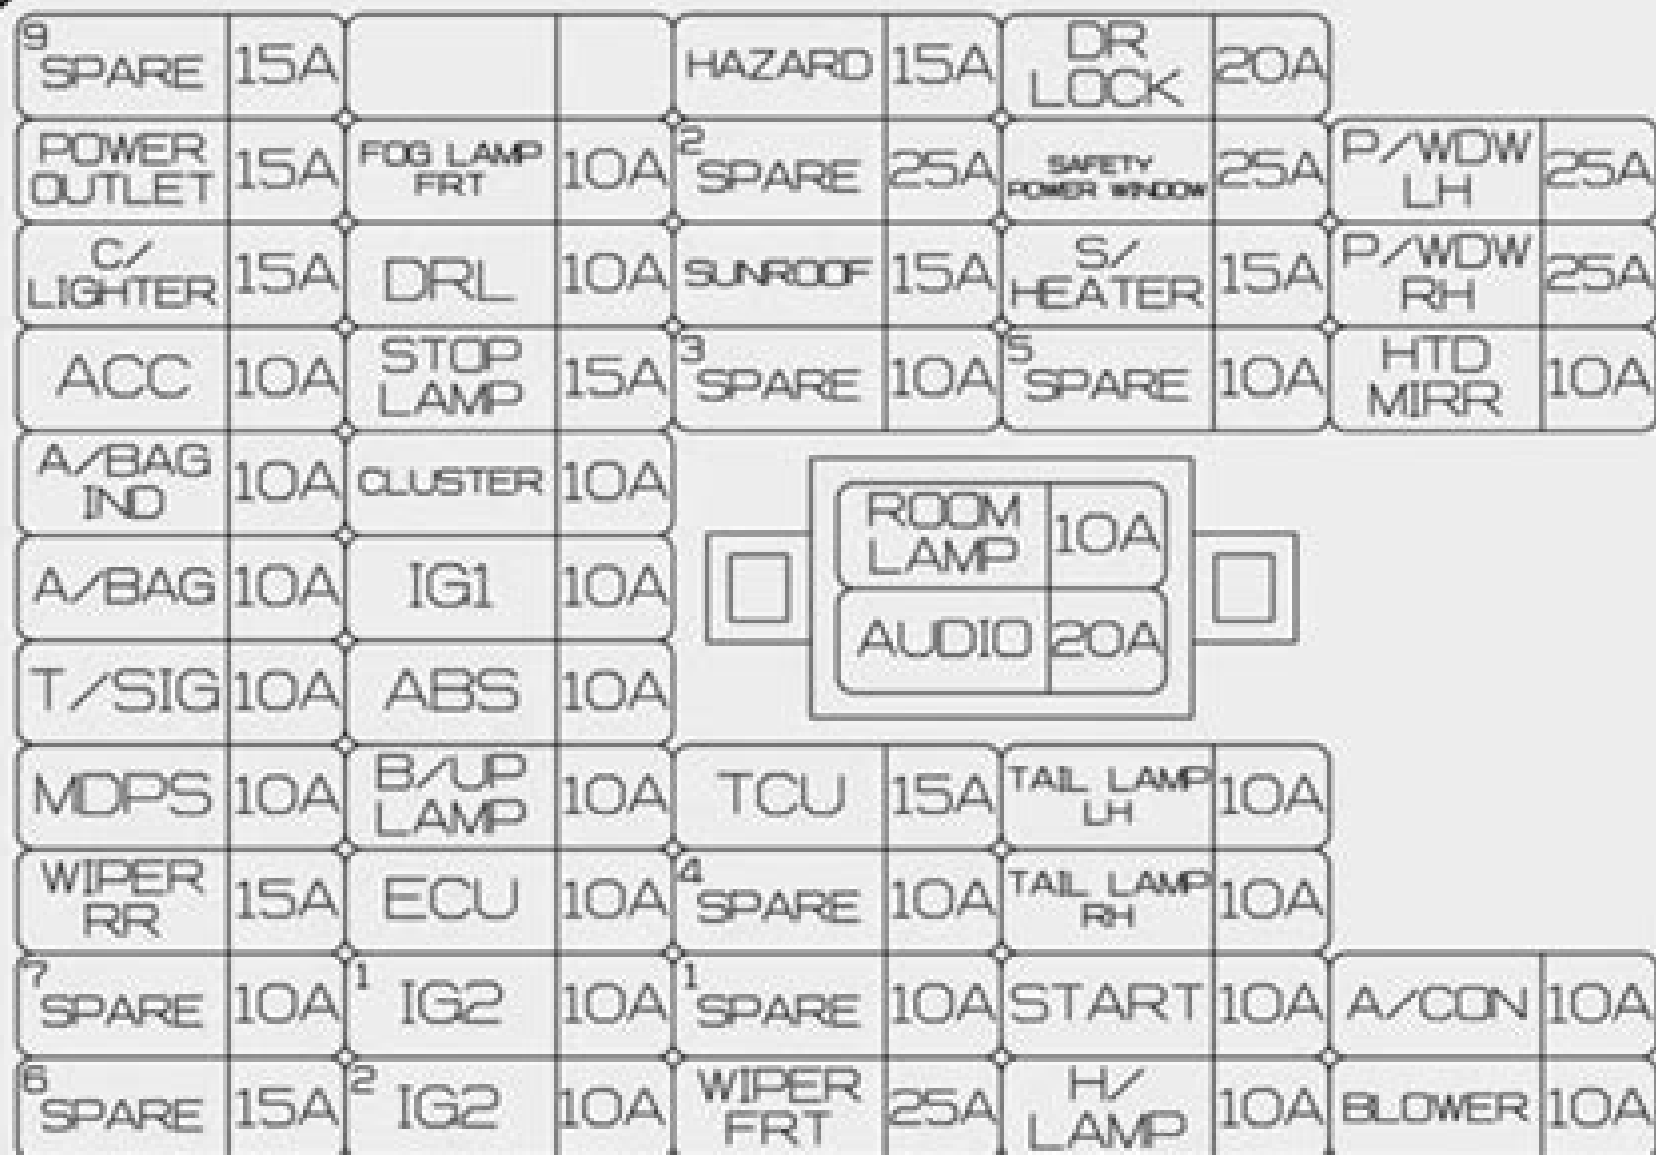 9 SPARE 15A HAZARD 15A DR LOCK 20A
POWER OUTLET 15A FOG LAMP FRT 10A 2 SPARE 25A SAFETY POWER WINDOW 25A P/WDW LH 25A
C/ LIGHTER 15A DRL 10A SUNROOF 15A S/ HEATER 15A P/WDW RH 25A
ACC 10A STOP LAMP 15A 3 SPARE 10A 5 SPARE 10A HTD MIRR 10A
A/BAG IND 10A CLUSTER 10A
ROOM LAMP 10A
A/BAG 10A IG1 10A
AUDIO 20A
T/SIG 10A ABS 10A
MDPS 10A B/UP LAMP 10A TCU 15A TAIL LAMP LH 10A
WIPER RR 15A ECU 10A 4 SPARE 10A TAIL LAMP RH 10A
7 SPARE 10A 1 IG2 10A 1 SPARE 10A START 10A A/CON 10A
6 SPARE 15A 2 IG2 10A WIPER FRT 25A H/ LAMP 10A BLOWER 10A